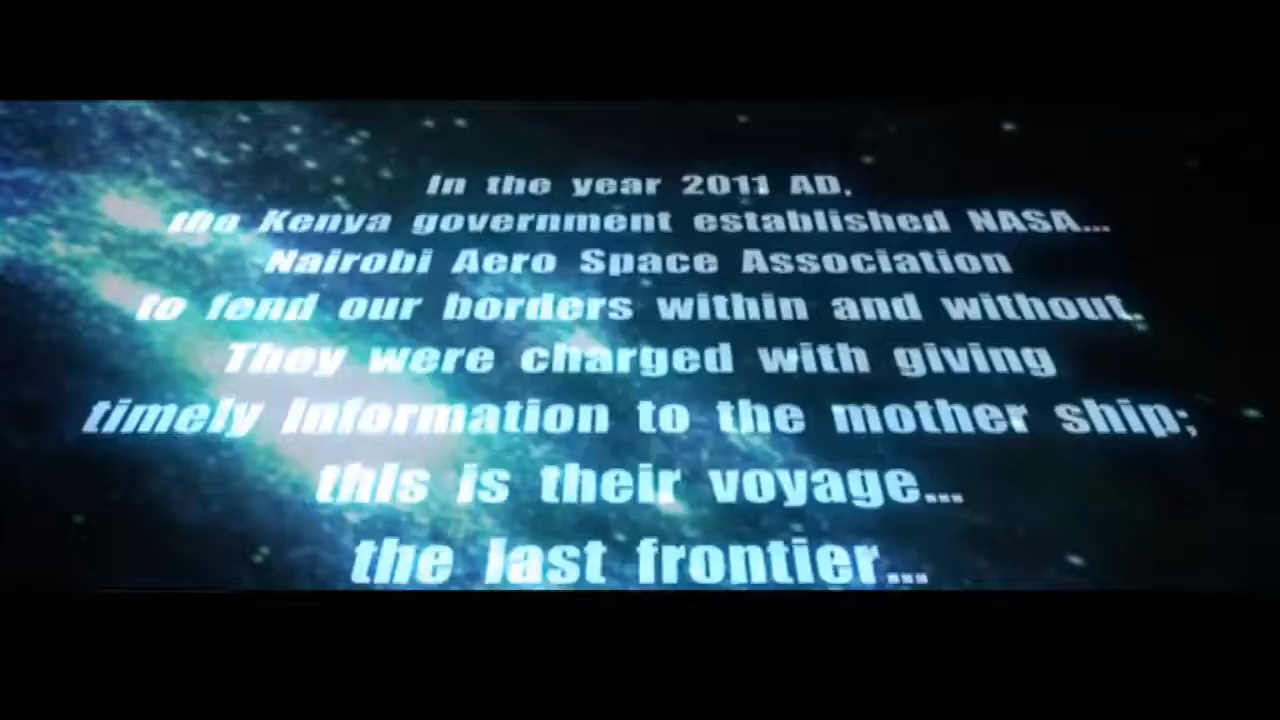 In the year 2011 AD,
the Kenya government established NASA...
Nairobi Aero Space Association
to fend our borders within and without.
They were charged with giving
timely information to the mother ship;
this is their voyage...
the last frontier...